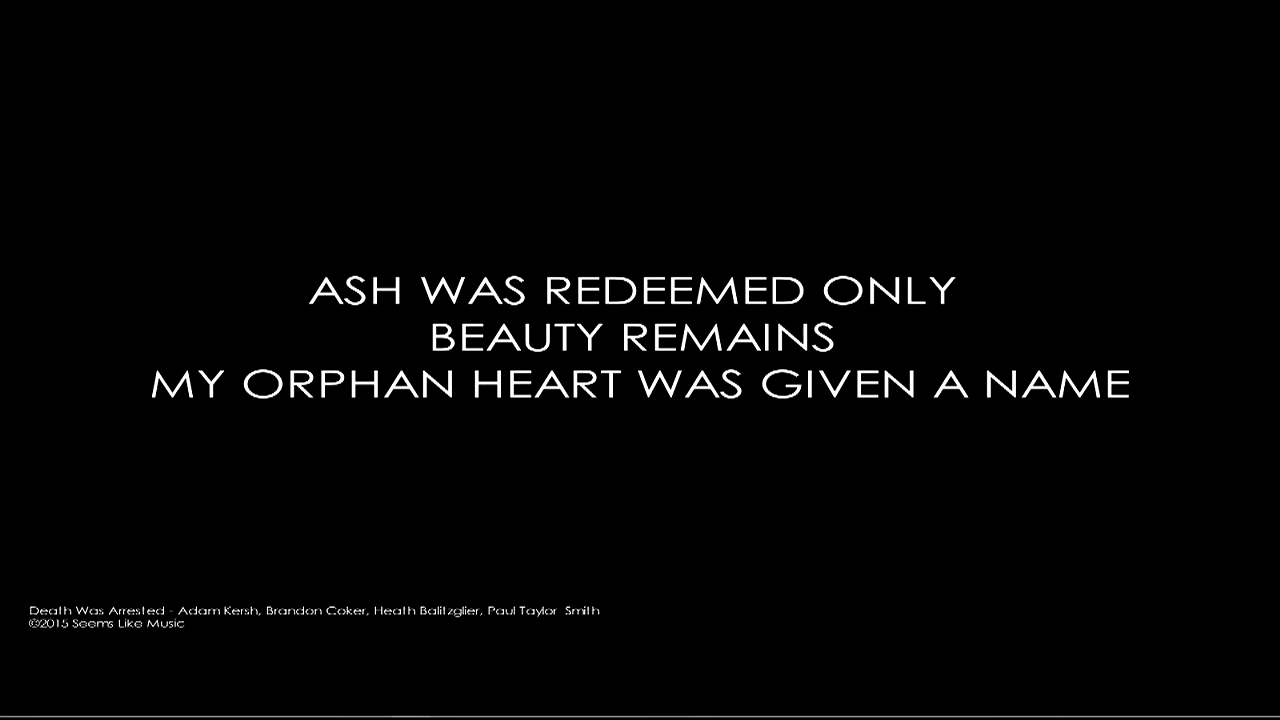 ASH WAS REDEEMED ONLY
BEAUTY REMAINS
MY ORPHAN HEART WAS GIVEN A NAME
Death Was Arrested - Adam Kersh, Brandon Coker, Heath Balitzglier, Paul Taylor Smith
©2015 Seems Like Music